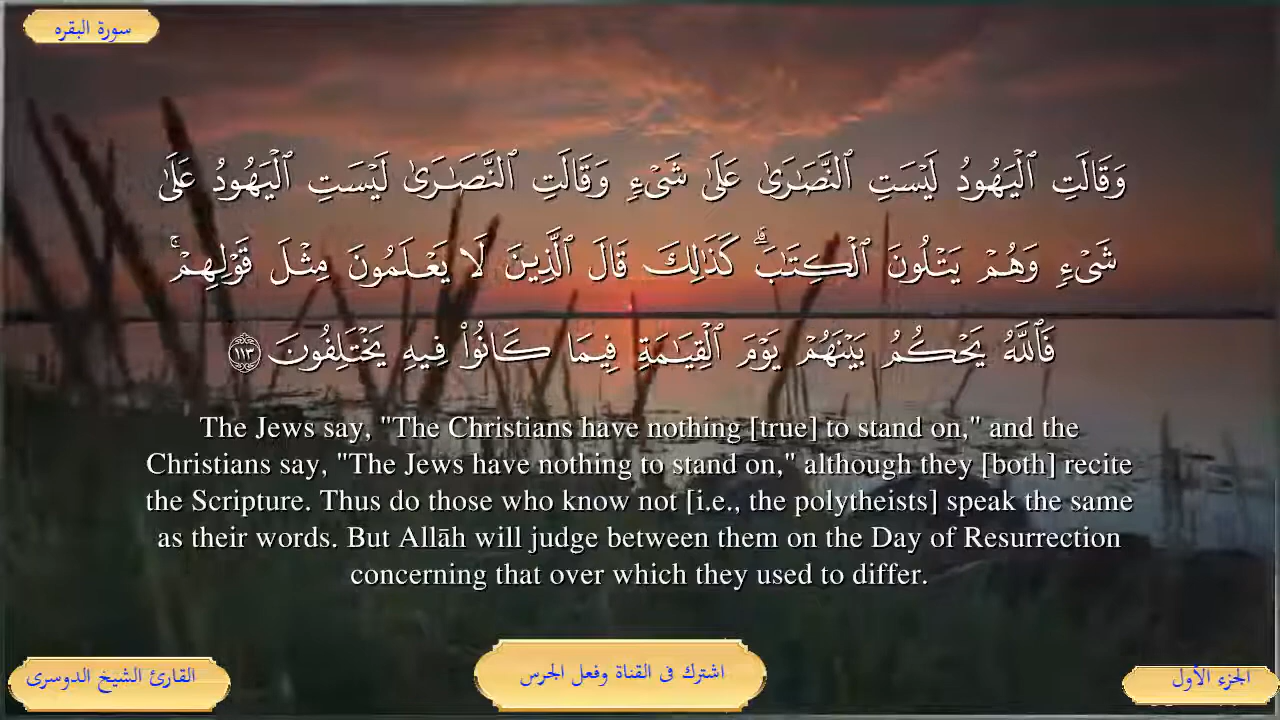 سورة البقره
وَقَالَتِ ٱلْيَهُودُ لَيْسَتِ ٱلنَّصَـٰرَىٰ عَلَىٰ شَىْءٍ وَقَالَتِ ٱلنَّصَـٰرَىٰ لَيْسَتِ ٱلْيَهُودُ عَلَىٰ
شَىْءٍ وَهُمْ يَتْلُونَ ٱلْكِتَـٰبَ ۗ كَذَٰلِكَ قَالَ ٱلَّذِينَ لَا يَعْلَمُونَ مِثْلَ قَوْلِهِمْ ۚ
فَٱللَّهُ يَحْكُمُ بَيْنَهُمْ يَوْمَ ٱلْقِيَـٰمَةِ فِيمَا كَانُوا۟ فِيهِ يَخْتَلِفُونَ ١١٣
The Jews say, "The Christians have nothing [true] to stand on," and the
Christians say, "The Jews have nothing to stand on," although they [both] recite
the Scripture. Thus do those who know not [i.e., the polytheists] speak the same
as their words. But Allāh will judge between them on the Day of Resurrection
concerning that over which they used to differ.
القارئ الشيخ الدوسرى
اشترك فى القناة وفعل الجرس
الجزء الأول